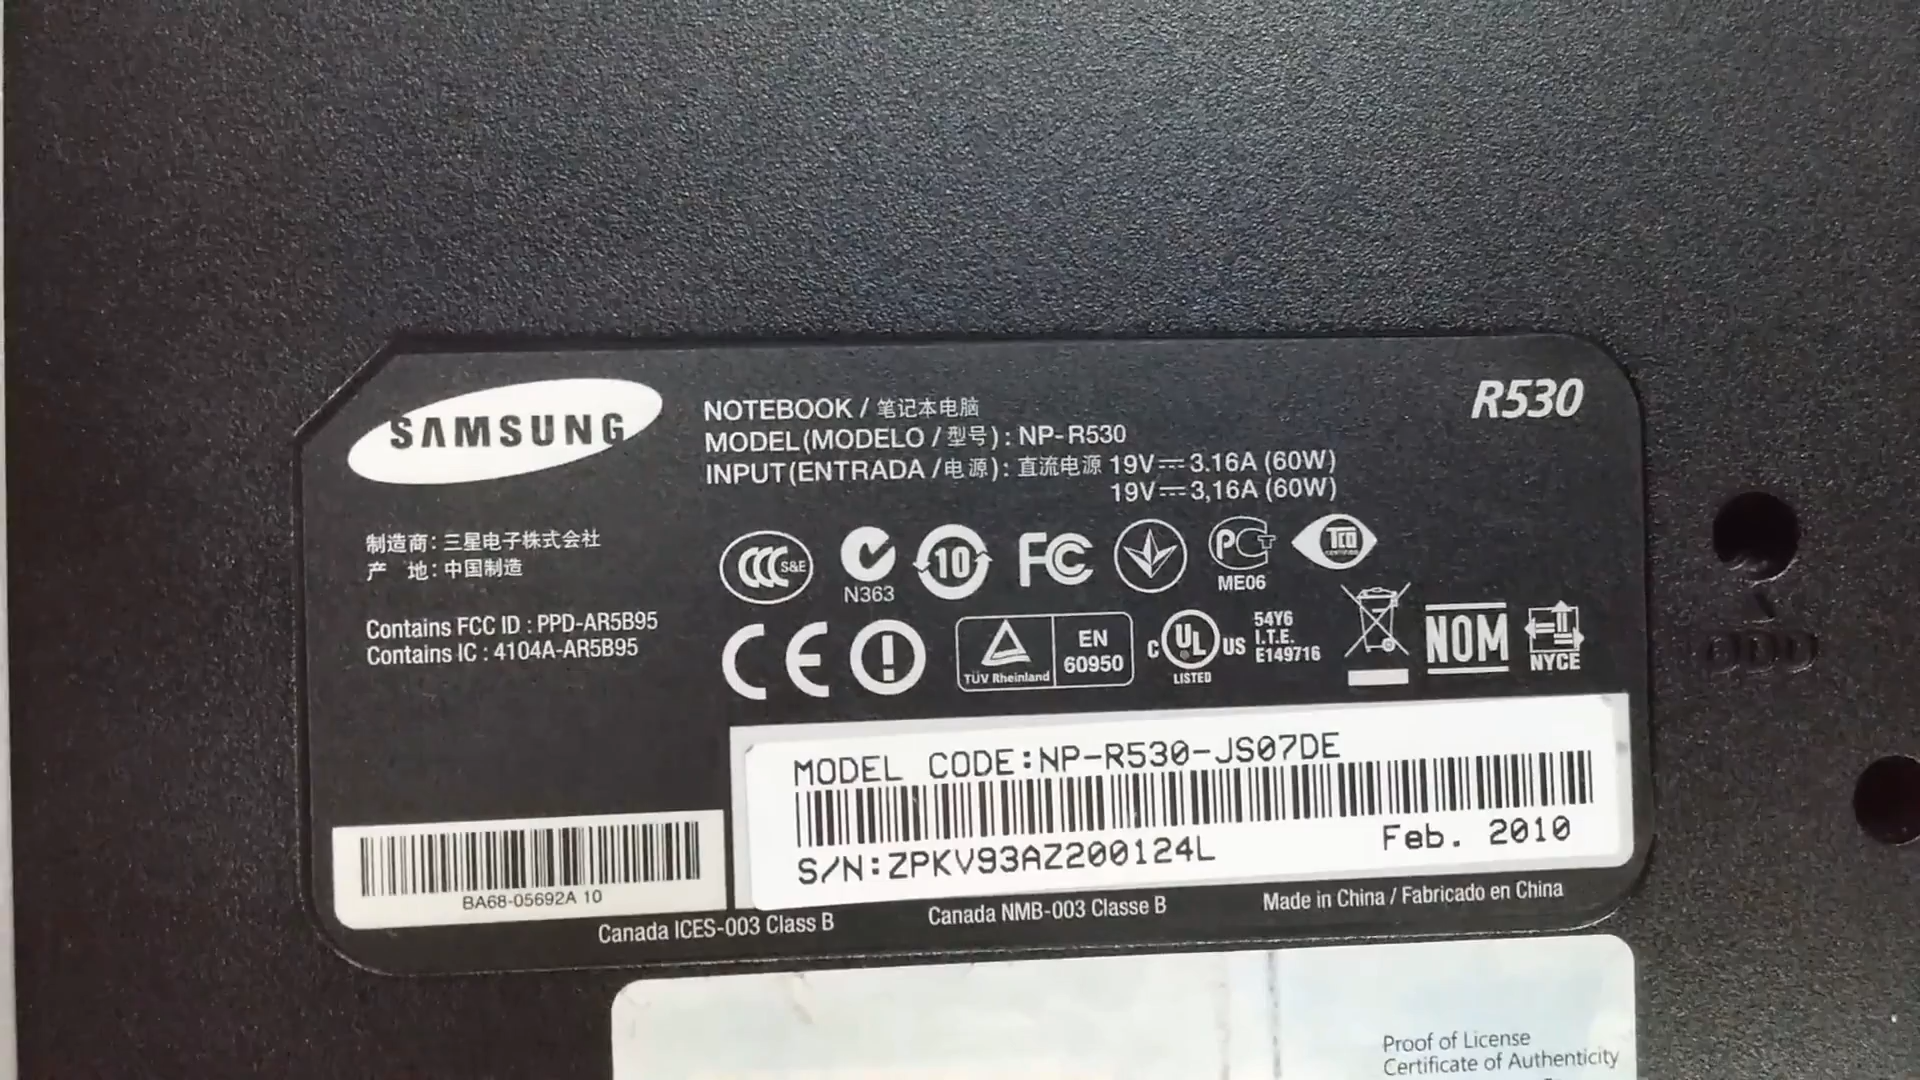 SAMSUNG
NOTEBOOK / 笔记本电脑
MODEL(MODELO / 型号) : NP-R530
INPUT(ENTRADA / 电源) : 直流电源 19V⎓3.16A (60W)
19V⎓3,16A (60W)
R530
制造商: 三星电子株式会社
产 地: 中国制造
Contains FCC ID : PPD-AR5B95
Contains IC : 4104A-AR5B95
CCC S&E
N363
10
FC
PCT
ME06
TCO
CE
TÜV Rheinland
EN
60950
C UL US
LISTED
54Y6
I.T.E.
E149716
NOM
NYCE
MODEL CODE:NP-R530-JS07DE
S/N:ZPKV93AZ200124L
Feb. 2010
BA68-05692A 10
Canada ICES-003 Class B
Canada NMB-003 Classe B
Made in China / Fabricado en China
ODD
Proof of License
Certificate of Authenticity